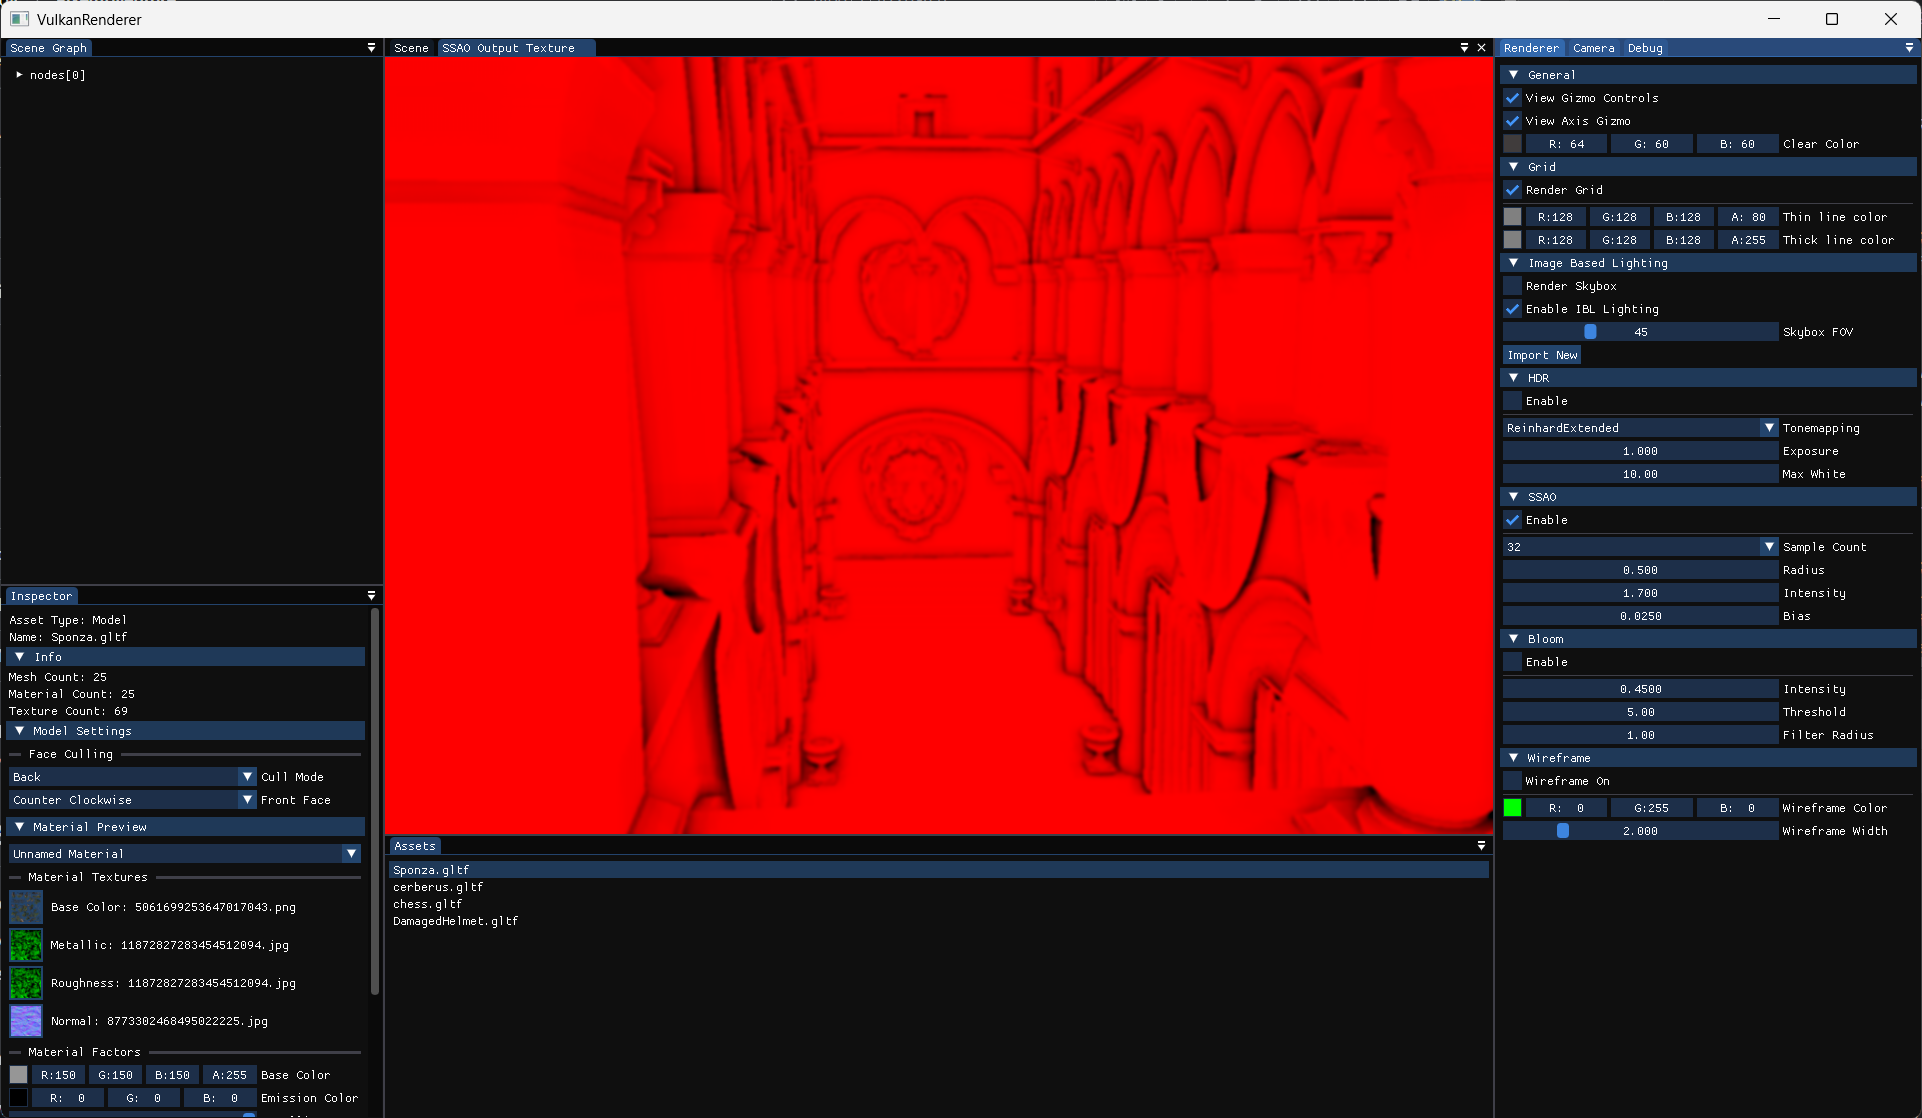 VulkanRenderer
Scene Graph
nodes[0]
Inspector
Asset Type: Model
Name: Sponza.gltf
Info
Mesh Count: 25
Material Count: 25
Texture Count: 69
Model Settings
Face Culling
Back Cull Mode
Counter Clockwise Front Face
Material Preview
Unnamed Material
Material Textures
Base Color: 5061699253647017043.png
Metallic: 11872827283454512094.jpg
Roughness: 11872827283454512094.jpg
Normal: 8773302468495022225.jpg
Material Factors
R:150 G:150 B:150 A:255 Base Color
R: 0 G: 0 B: 0 Emission Color
Scene SSAO Output Texture
Assets
Sponza.gltf
cerberus.gltf
chess.gltf
DamagedHelmet.gltf
Renderer Camera Debug
General
View Gizmo Controls
View Axis Gizmo
R: 64 G: 60 B: 60 Clear Color
Grid
Render Grid
R:128 G:128 B:128 A: 80 Thin line color
R:128 G:128 B:128 A:255 Thick line color
Image Based Lighting
Render Skybox
Enable IBL Lighting
45 Skybox FOV
Import New
HDR
Enable
ReinhardExtended Tonemapping
1.000 Exposure
10.00 Max White
SSAO
Enable
32 Sample Count
0.500 Radius
1.700 Intensity
0.0250 Bias
Bloom
Enable
0.4500 Intensity
5.00 Threshold
1.00 Filter Radius
Wireframe
Wireframe On
R: 0 G:255 B: 0 Wireframe Color
2.000 Wireframe Width